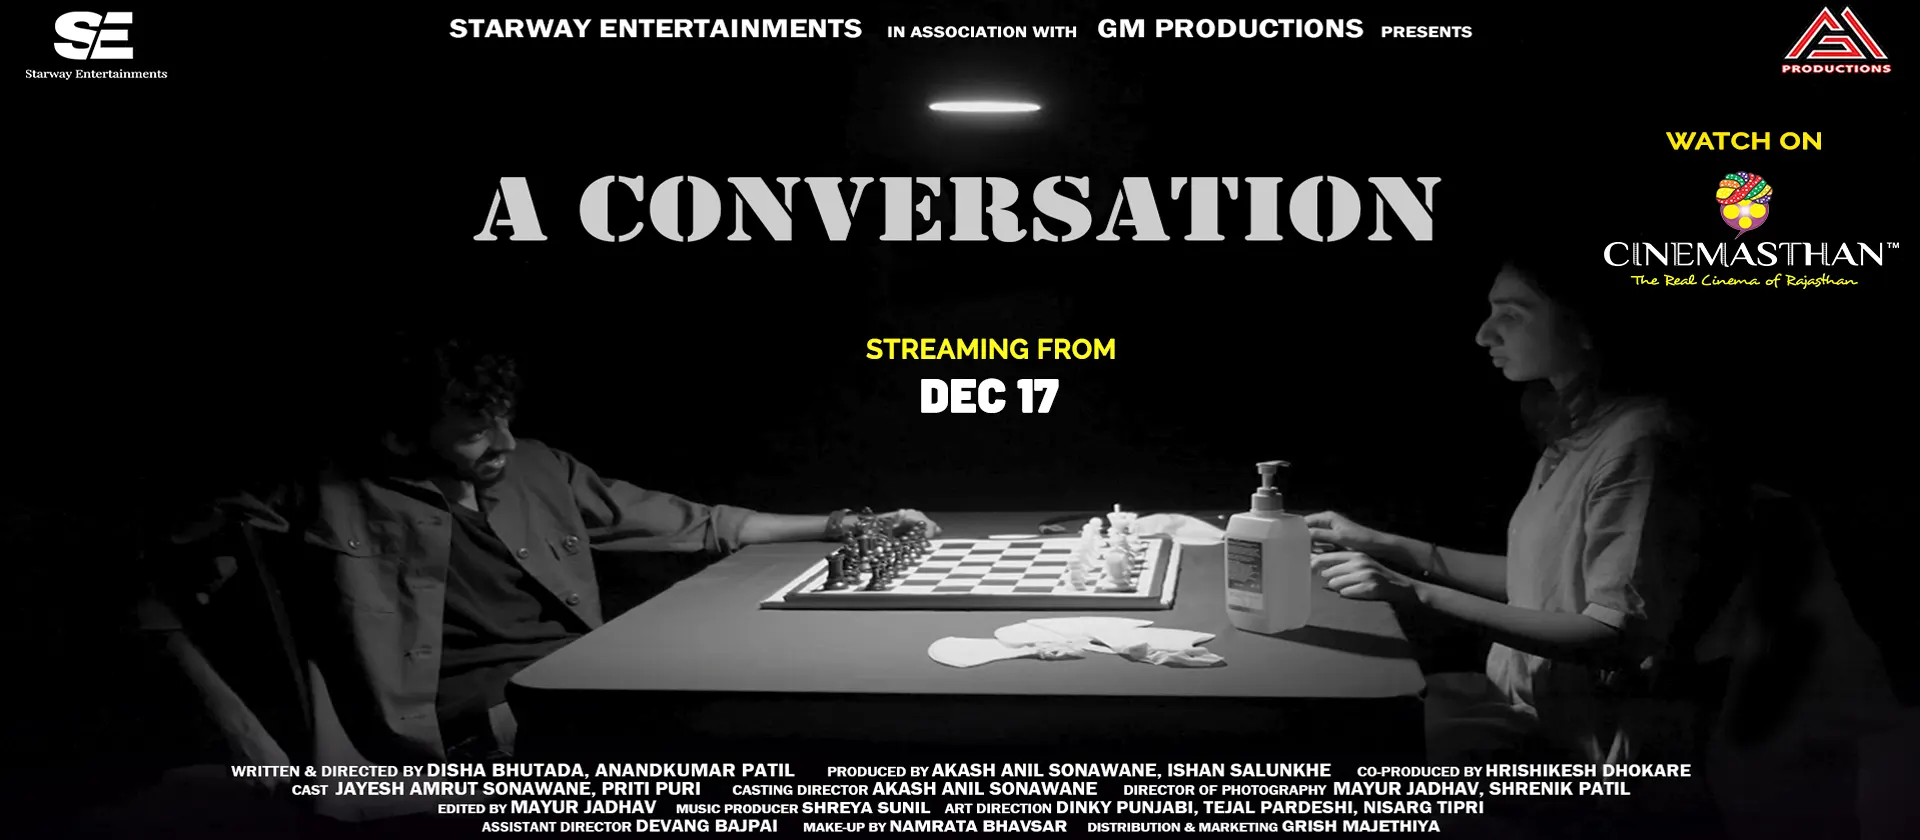 SE
Starway Entertainments
STARWAY ENTERTAINMENTS IN ASSOCIATION WITH GM PRODUCTIONS PRESENTS
PRODUCTIONS
WATCH ON
CINEMASTHAN™
The Real Cinema of Rajasthan
A CONVERSATION
STREAMING FROM
DEC 17
WRITTEN & DIRECTED BY DISHA BHUTADA, ANANDKUMAR PATIL PRODUCED BY AKASH ANIL SONAWANE, ISHAN SALUNKHE CO-PRODUCED BY HRISHIKESH DHOKARE
CAST JAYESH AMRUT SONAWANE, PRITI PURI CASTING DIRECTOR AKASH ANIL SONAWANE DIRECTOR OF PHOTOGRAPHY MAYUR JADHAV, SHRENIK PATIL
EDITED BY MAYUR JADHAV MUSIC PRODUCER SHREYA SUNIL ART DIRECTION DINKY PUNJABI, TEJAL PARDESHI, NISARG TIPRI
ASSISTANT DIRECTOR DEVANG BAJPAI MAKE-UP BY NAMRATA BHAVSAR DISTRIBUTION & MARKETING GRISH MAJETHIYA